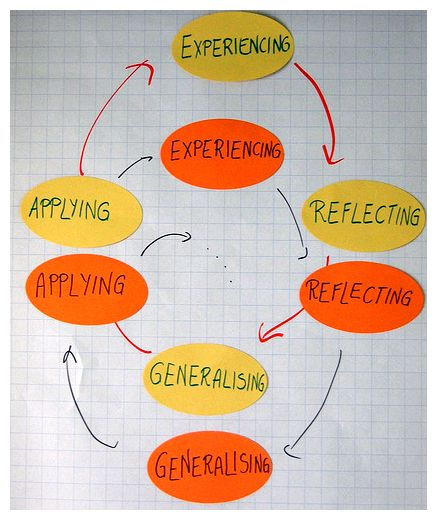 EXPERIENCING
EXPERIENCING
APPLYING
REFLECTING
APPLYING
REFLECTING
GENERALISING
GENERALISING